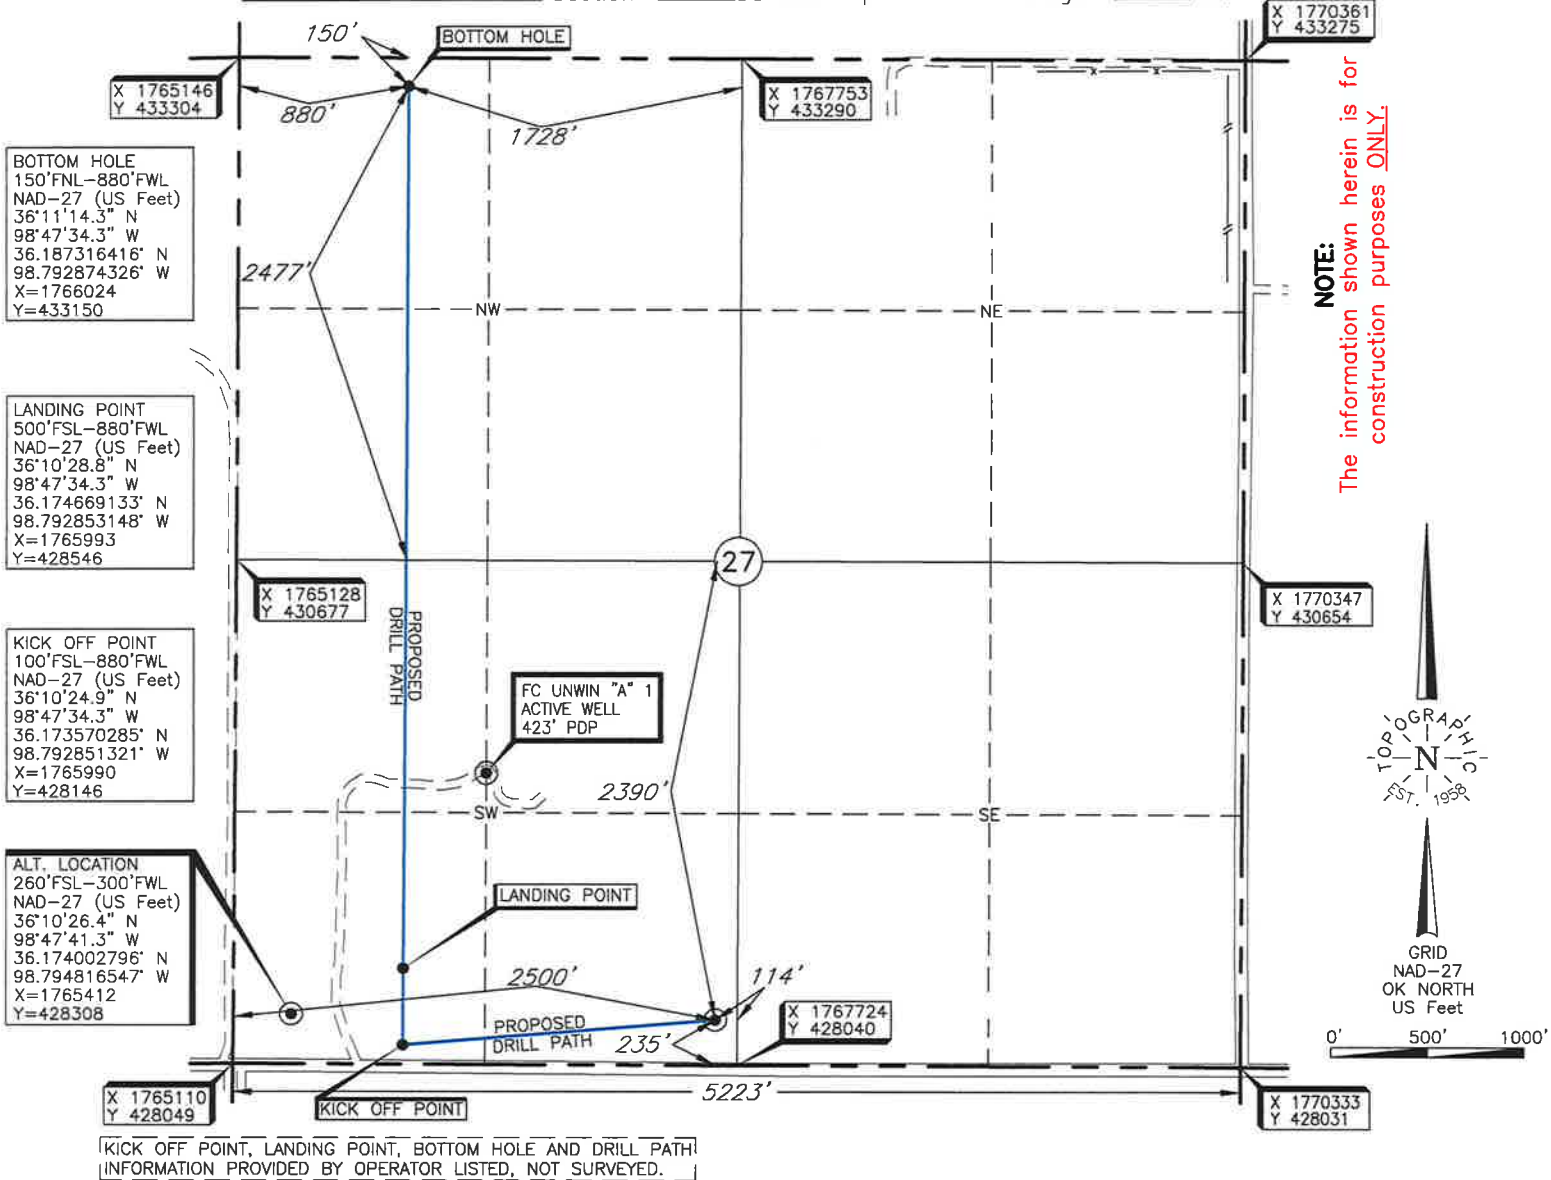 150'
BOTTOM HOLE
X 1770361
Y 433275
X 1765146
Y 433304
880'
1728'
X 1767753
Y 433290
BOTTOM HOLE
150'FNL-880'FWL
NAD-27 (US Feet)
36°11'14.3" N
98°47'34.3" W
36.187316416° N
98.792874326° W
X=1766024
Y=433150
2477'
NW
NE
NOTE:
The information shown herein is for
construction purposes ONLY.
LANDING POINT
500'FSL-880'FWL
NAD-27 (US Feet)
36°10'28.8" N
98°47'34.3" W
36.174669133° N
98.792853148° W
X=1765993
Y=428546
27
X 1765128
Y 430677
X 1770347
Y 430654
PROPOSED
DRILL PATH
KICK OFF POINT
100'FSL-880'FWL
NAD-27 (US Feet)
36°10'24.9" N
98°47'34.3" W
36.173570285° N
98.792851321° W
X=1765990
Y=428146
FC UNWIN "A" 1
ACTIVE WELL
423' PDP
2390'
SW
SE
TOPOGRAPHIC
N
EST. 1958
ALT. LOCATION
260'FSL-300'FWL
NAD-27 (US Feet)
36°10'26.4" N
98°47'41.3" W
36.174002796° N
98.794816547° W
X=1765412
Y=428308
LANDING POINT
2500'
114'
PROPOSED
DRILL PATH
235'
X 1767724
Y 428040
GRID
NAD-27
OK NORTH
US Feet
0' 500' 1000'
X 1765110
Y 428049
KICK OFF POINT
5223'
X 1770333
Y 428031
KICK OFF POINT, LANDING POINT, BOTTOM HOLE AND DRILL PATH
INFORMATION PROVIDED BY OPERATOR LISTED, NOT SURVEYED.